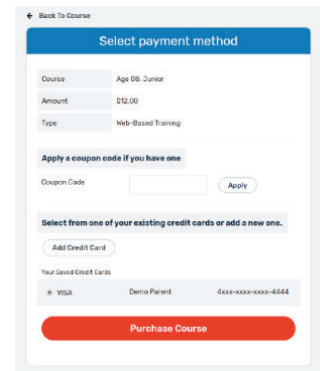 ← Back To Course
Select payment method
Course Age 08: Junior
Amount $12.00
Type Web-Based Training
Apply a coupon code if you have one
Coupon Code Apply
Select from one of your existing credit cards or add a new one.
Add Credit Card
Your Saved Credit Cards
VISA Demo Parent 4xxx-xxxx-xxxx-4444
Purchase Course